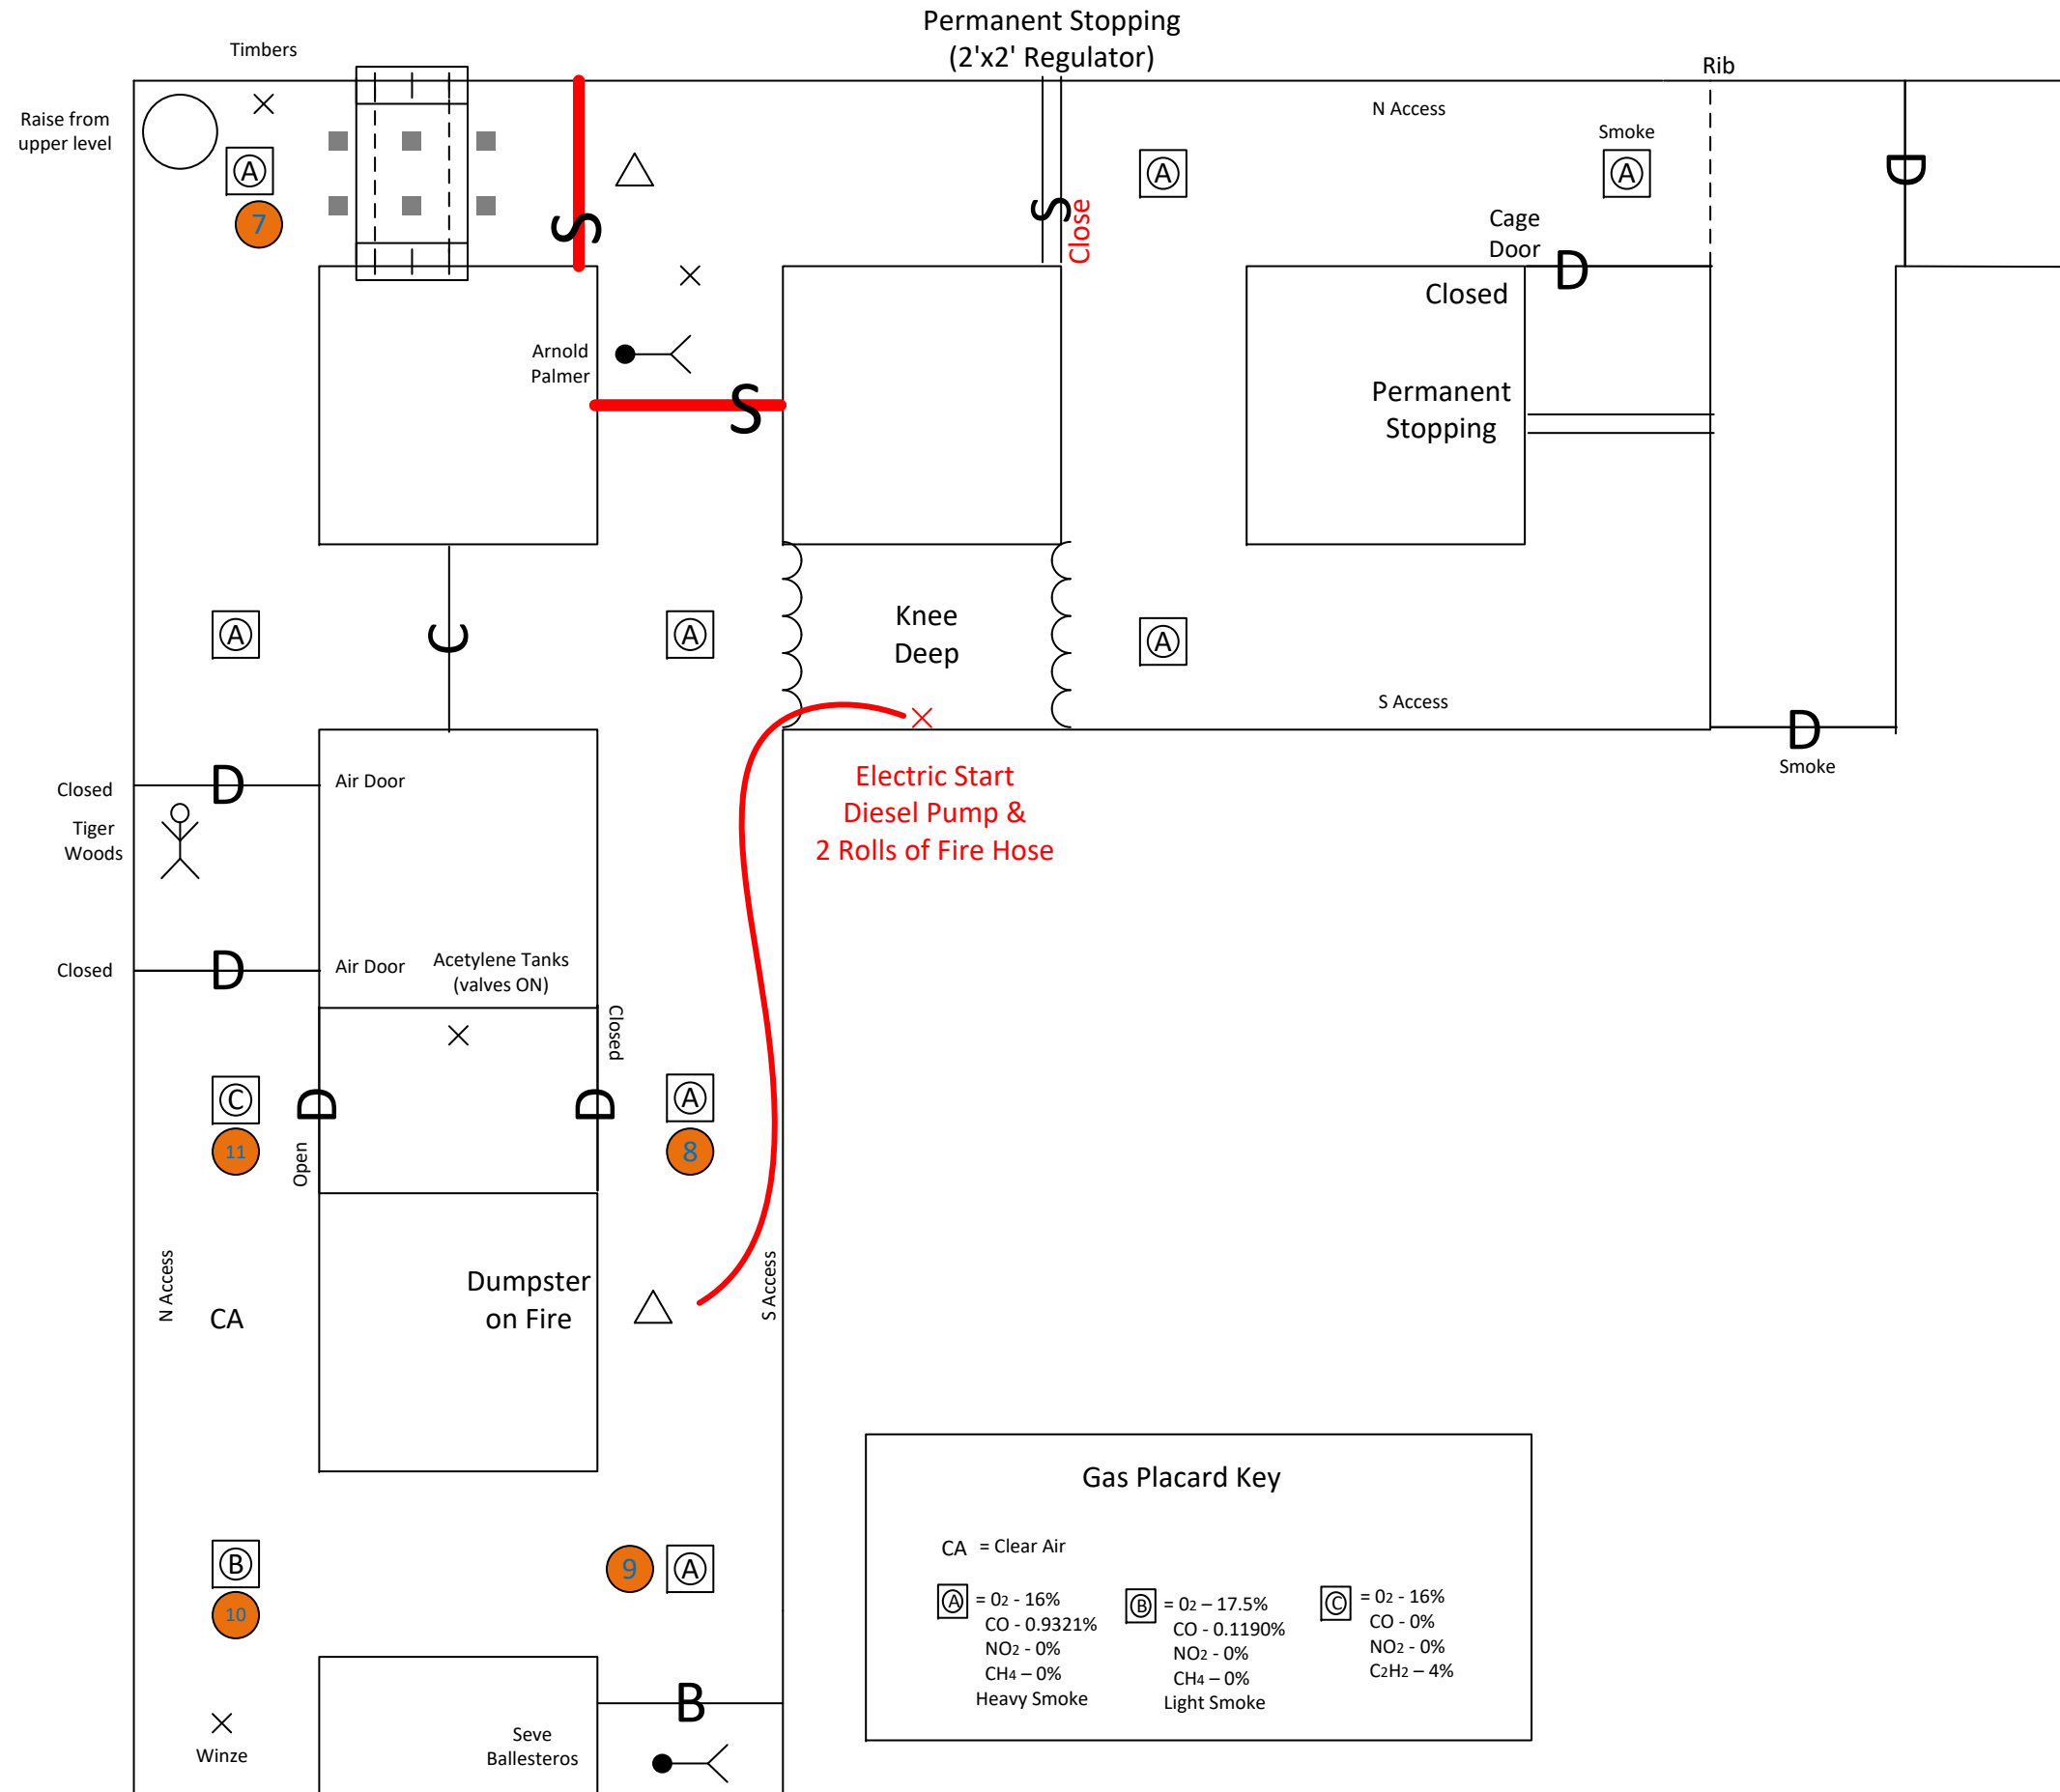 Permanent Stopping
(2'x2' Regulator)
Timbers
Rib
Raise from
upper level
N Access
Smoke
A
A
A
D
7
S
S
Close
Cage
Door
D
Closed
Arnold
Palmer
S
Permanent
Stopping
Knee
Deep
A
C
A
A
S Access
D
Smoke
Closed
D
Air Door
Electric Start
Diesel Pump &
2 Rolls of Fire Hose
Tiger
Woods
Closed
D
Air Door
Acetylene Tanks
(valves ON)
Closed
C
D
D
A
11
8
Open
N Access
CA
Dumpster
on Fire
S Access
B
10
9
A
Winze
Seve
Ballesteros
B
Gas Placard Key
CA = Clear Air
A = 02 - 16%
CO - 0.9321%
NO2 - 0%
CH4 – 0%
Heavy Smoke
B = 02 – 17.5%
CO - 0.1190%
NO2 - 0%
CH4 – 0%
Light Smoke
C = 02 - 16%
CO - 0%
NO2 - 0%
C2H2 – 4%